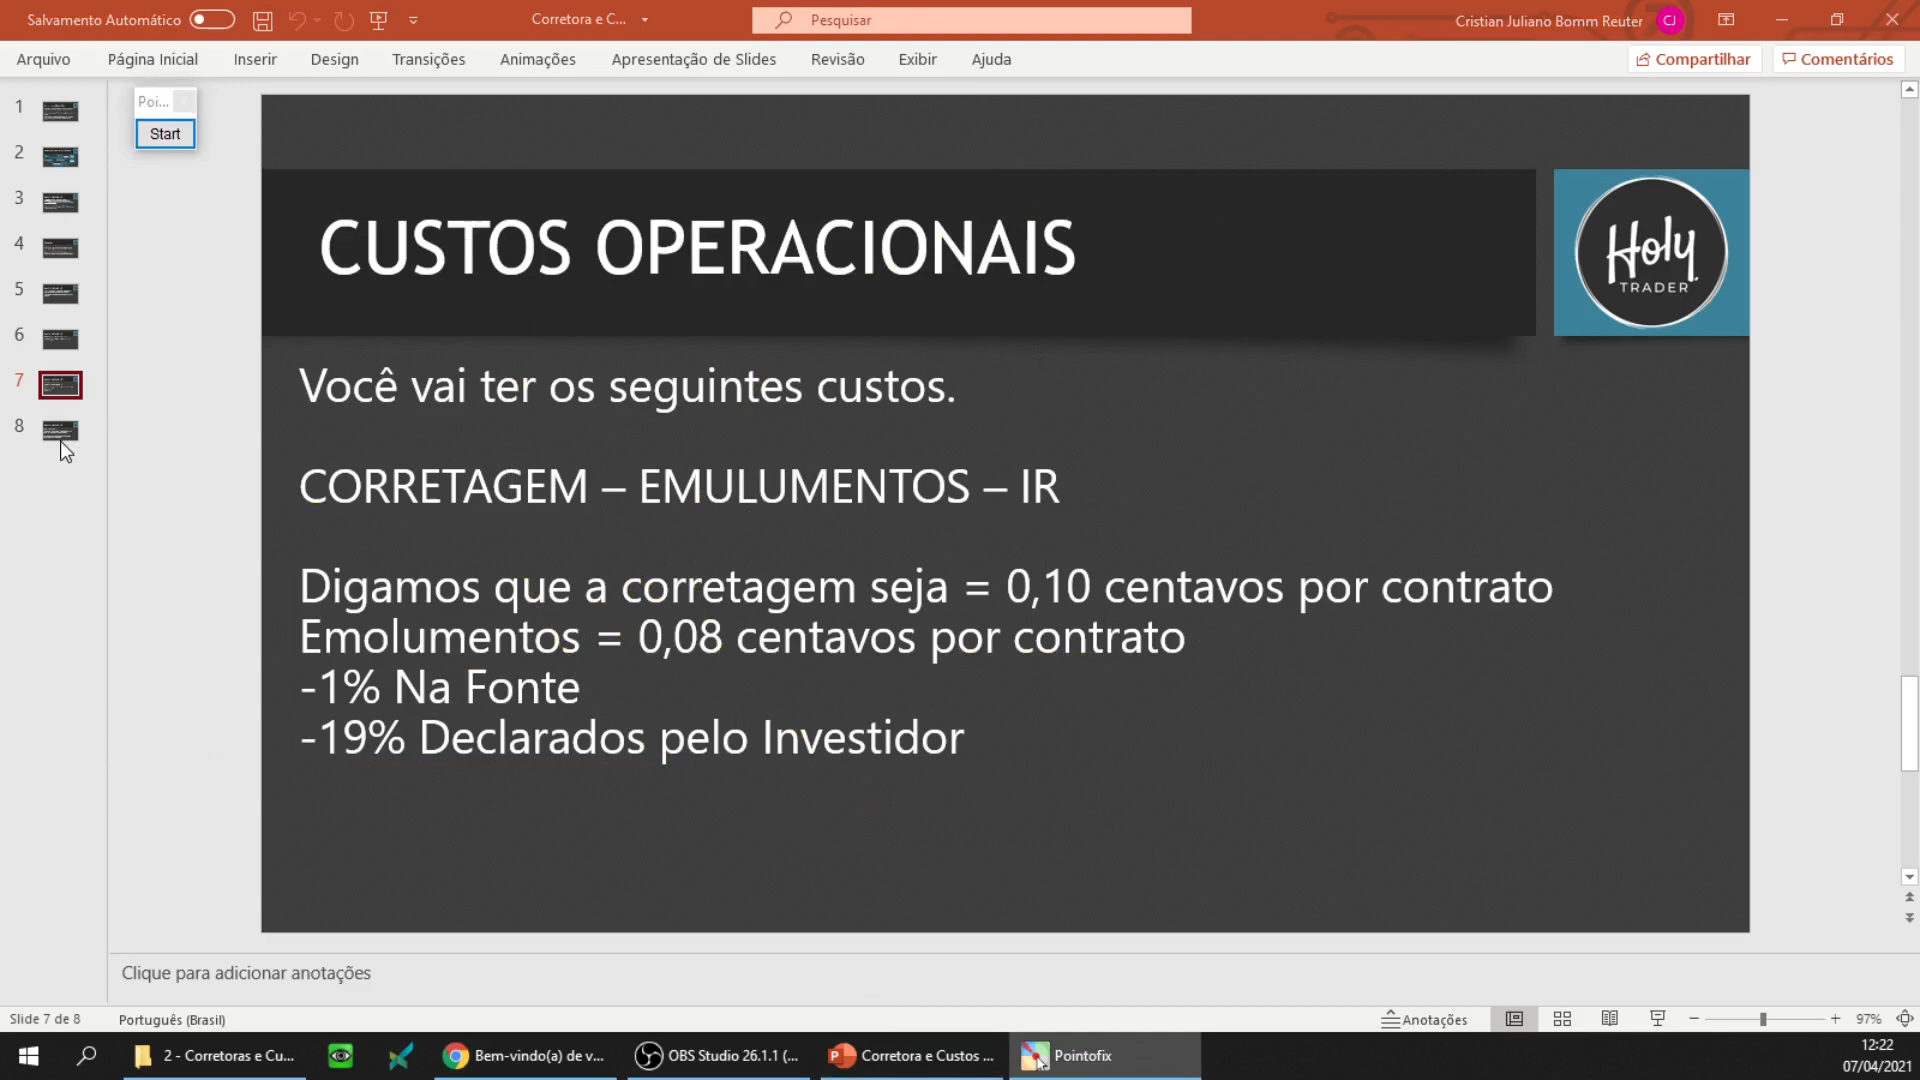 Salvamento Automático
Corretora e C...
Pesquisar
Cristian Juliano Bomm Reuter
CJ
Arquivo
Página Inicial
Inserir
Design
Transições
Animações
Apresentação de Slides
Revisão
Exibir
Ajuda
Compartilhar
Comentários
1
2
3
4
5
6
7
8
Poi...
Start
CUSTOS OPERACIONAIS
Holy
TRADER
Você vai ter os seguintes custos.
CORRETAGEM – EMULUMENTOS – IR
Digamos que a corretagem seja = 0,10 centavos por contrato
Emolumentos = 0,08 centavos por contrato
-1% Na Fonte
-19% Declarados pelo Investidor
Clique para adicionar anotações
Slide 7 de 8
Português (Brasil)
Anotações
97%
2 - Corretoras e Cu...
Bem-vindo(a) de v...
OBS Studio 26.1.1 (...
Corretora e Custos ...
Pointofix
12:22
07/04/2021